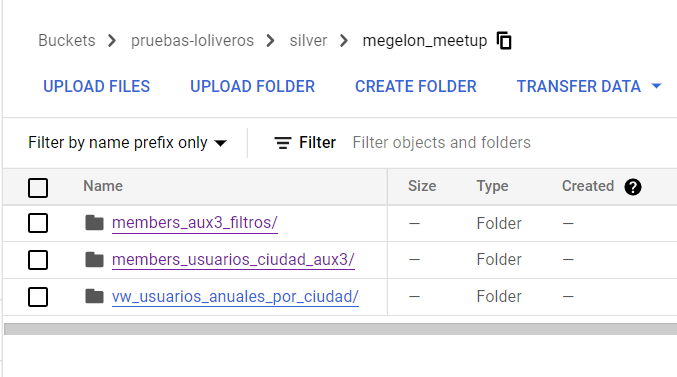 Buckets > pruebas-loliveros > silver > megelon_meetup
UPLOAD FILES UPLOAD FOLDER CREATE FOLDER TRANSFER DATA
Filter by name prefix only Filter Filter objects and folders
Name Size Type Created ?
members_aux3_filtros/ — Folder —
members_usuarios_ciudad_aux3/ — Folder —
vw_usuarios_anuales_por_ciudad/ — Folder —